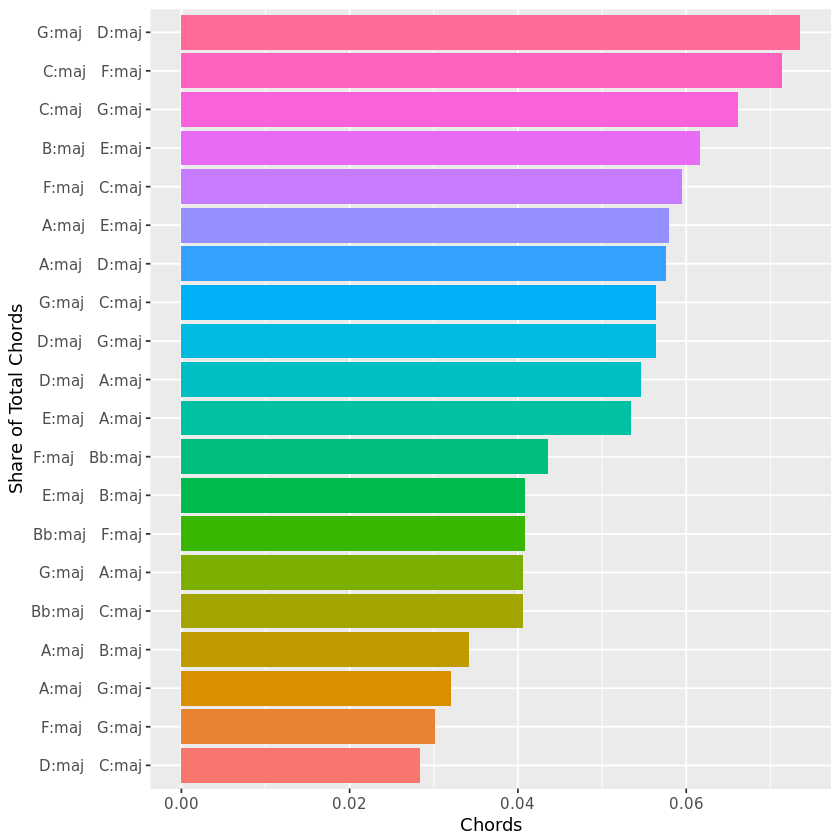 G:maj D:maj
C:maj F:maj
C:maj G:maj
B:maj E:maj
F:maj C:maj
A:maj E:maj
A:maj D:maj
G:maj C:maj
D:maj G:maj
D:maj A:maj
E:maj A:maj
F:maj Bb:maj
E:maj B:maj
Bb:maj F:maj
G:maj A:maj
Bb:maj C:maj
A:maj B:maj
A:maj G:maj
F:maj G:maj
D:maj C:maj
Share of Total Chords
0.00 0.02 0.04 0.06
Chords